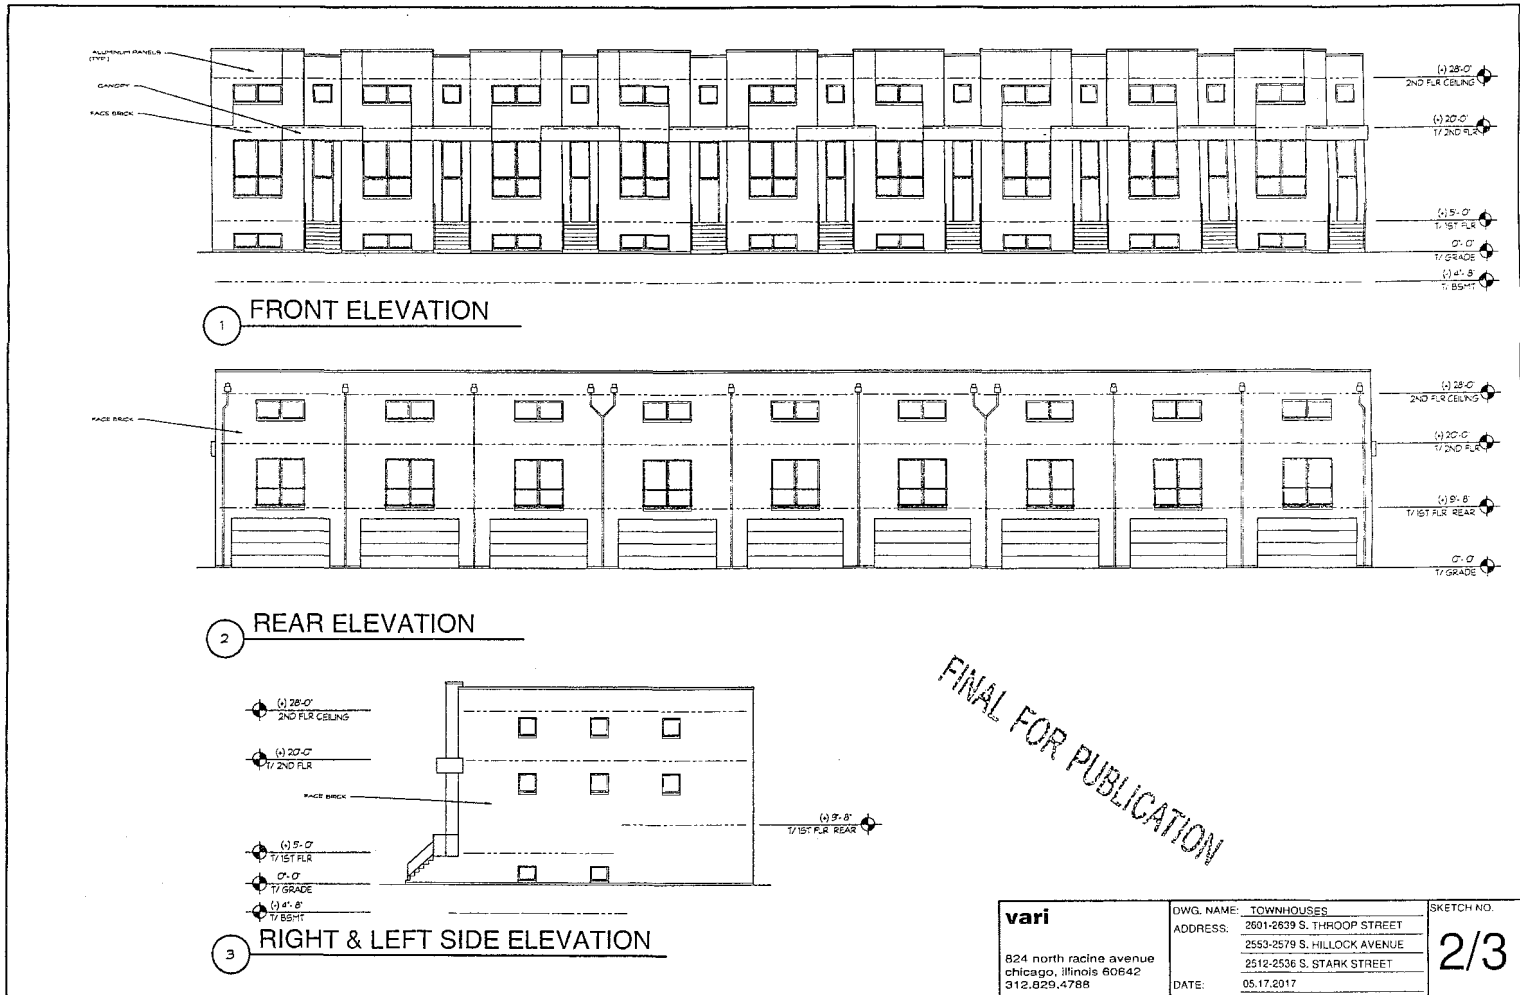 ALUMINUM PANELS
(TYP.)
CANOPY
FACE BRICK
(+) 28'-0"
2ND FLR CEILING
(+) 20'-0"
T/ 2ND FLR
(+) 5'-0"
T/ 1ST FLR
0'-0"
T/ GRADE
(-) 4'-8"
T/ BSMT
1 FRONT ELEVATION
FACE BRICK
(+) 28'-0"
2ND FLR CEILING
(+) 20'-0"
T/ 2ND FLR
(+) 9'-8"
T/ 1ST FLR REAR
0'-0"
T/ GRADE
2 REAR ELEVATION
(+) 28'-0"
2ND FLR CEILING
(+) 20'-0"
T/ 2ND FLR
FACE BRICK
(+) 9'-8"
T/ 1ST FLR REAR
(+) 5'-0"
T/ 1ST FLR
0'-0"
T/ GRADE
(-) 4'-8"
T/ BSMT
3 RIGHT & LEFT SIDE ELEVATION
FINAL FOR PUBLICATION
vari
824 north racine avenue
chicago, illinois 60642
312.829.4788
DWG. NAME: TOWNHOUSES
ADDRESS: 2601-2639 S. THROOP STREET
2553-2579 S. HILLOCK AVENUE
2512-2536 S. STARK STREET
DATE: 05.17.2017
SKETCH NO.
2/3